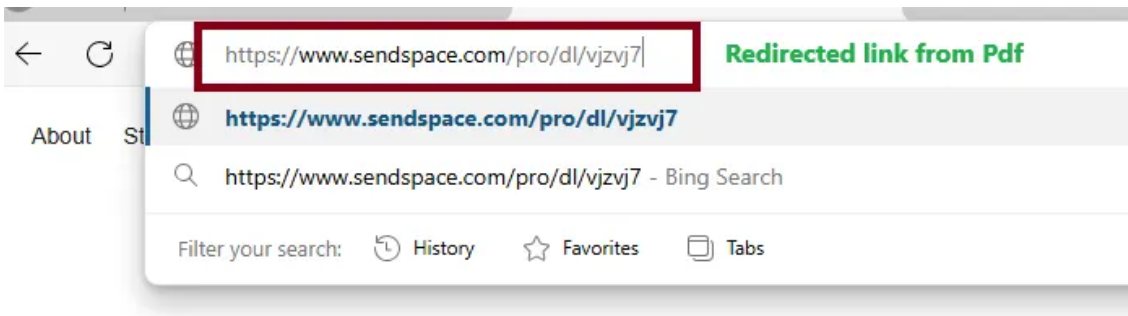 https://www.sendspace.com/pro/dl/vjzvj7 Redirected link from Pdf
https://www.sendspace.com/pro/dl/vjzvj7
About St
https://www.sendspace.com/pro/dl/vjzvj7 - Bing Search
Filter your search: History Favorites Tabs